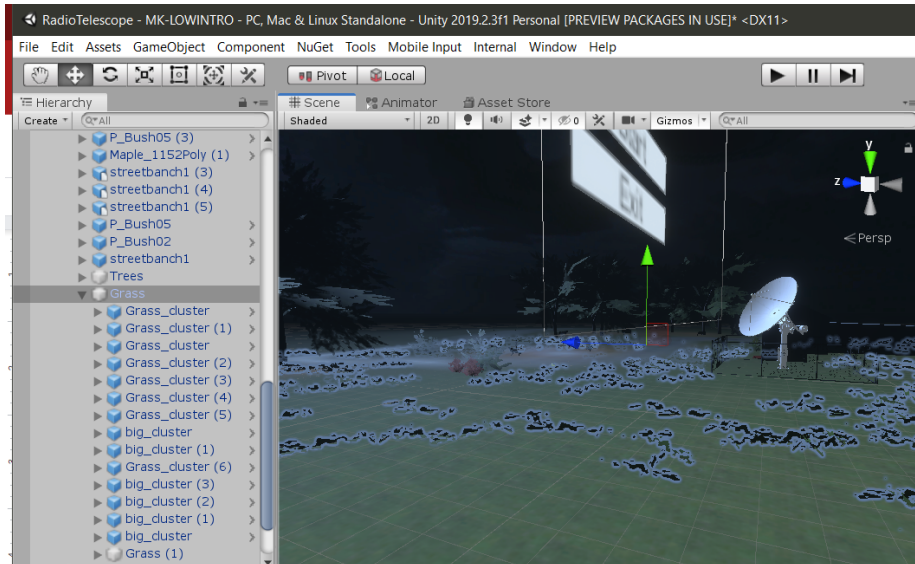 RadioTelescope - MK-LOWINTRO - PC, Mac & Linux Standalone - Unity 2019.2.3f1 Personal [PREVIEW PACKAGES IN USE]* <DX11>
File Edit Assets GameObject Component NuGet Tools Mobile Input Internal Window Help
Pivot Local
Hierarchy
Create All
P_Bush05 (3)
Maple_1152Poly (1)
streetbanch1 (3)
streetbanch1 (4)
streetbanch1 (5)
P_Bush05
P_Bush02
streetbanch1
Trees
Grass
Grass_cluster
Grass_cluster (1)
Grass_cluster
Grass_cluster (2)
Grass_cluster (3)
Grass_cluster (4)
Grass_cluster (5)
big_cluster
big_cluster (1)
Grass_cluster (6)
big_cluster (3)
big_cluster (2)
big_cluster (1)
big_cluster
Grass (1)
Scene Animator Asset Store
Shaded 2D 0 Gizmos All
Exit
y
z
Persp